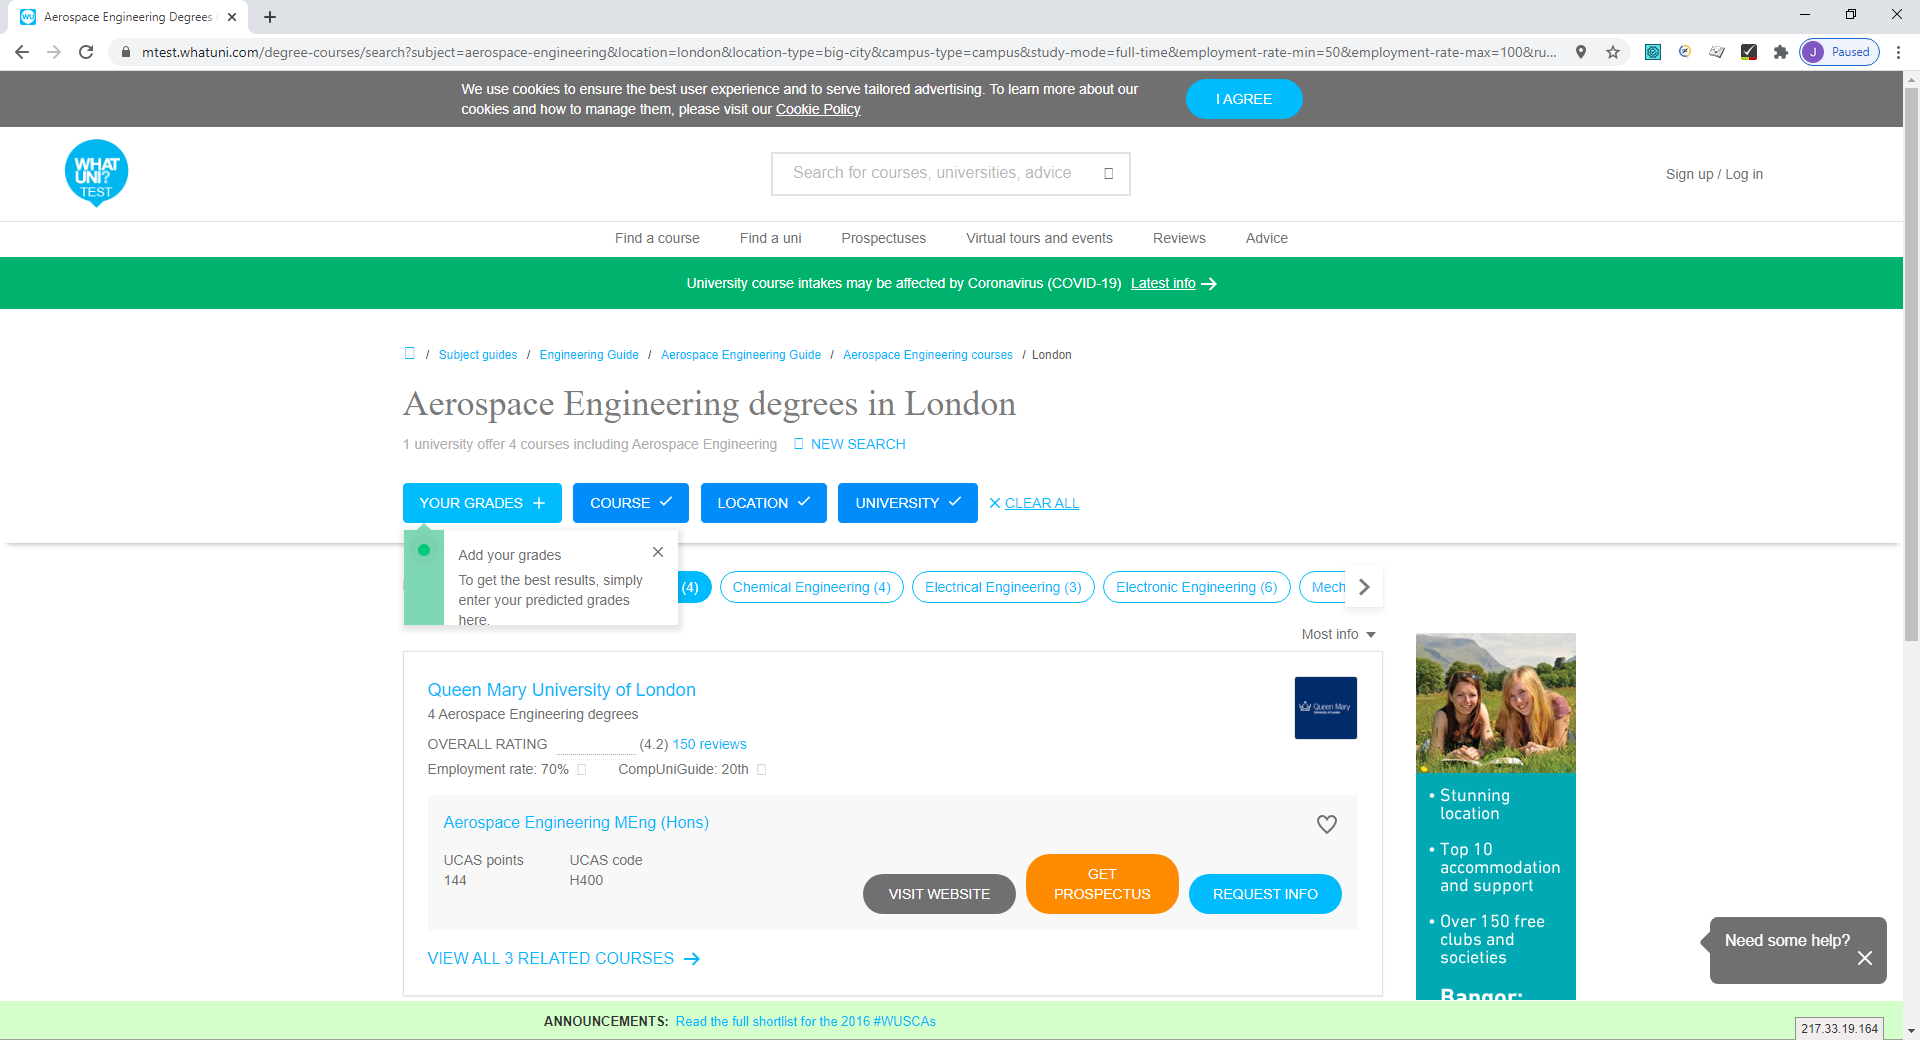 Aerospace Engineering Degrees
mtest.whatuni.com/degree-courses/search?subject=aerospace-engineering&location=london&location-type=big-city&campus-type=campus&study-mode=full-time&employment-rate-min=50&employment-rate-max=100&ru...
J Paused
We use cookies to ensure the best user experience and to serve tailored advertising. To learn more about our
cookies and how to manage them, please visit our Cookie Policy
I AGREE
WHAT
UNI?
TEST
Search for courses, universities, advice
Sign up / Log in
Find a course Find a uni Prospectuses Virtual tours and events Reviews Advice
University course intakes may be affected by Coronavirus (COVID-19) Latest info
/ Subject guides / Engineering Guide / Aerospace Engineering Guide / Aerospace Engineering courses / London
Aerospace Engineering degrees in London
1 university offer 4 courses including Aerospace Engineering NEW SEARCH
YOUR GRADES COURSE LOCATION UNIVERSITY CLEAR ALL
Add your grades
To get the best results, simply
enter your predicted grades
here.
(4) Chemical Engineering (4) Electrical Engineering (3) Electronic Engineering (6) Mech
Most info
Queen Mary University of London
4 Aerospace Engineering degrees
OVERALL RATING (4.2) 150 reviews
Employment rate: 70% CompUniGuide: 20th
Queen Mary
University of London
Aerospace Engineering MEng (Hons)
UCAS points UCAS code
144 H400
VISIT WEBSITE
GET
PROSPECTUS
REQUEST INFO
VIEW ALL 3 RELATED COURSES
• Stunning
location
• Top 10
accommodation
and support
• Over 150 free
clubs and
societies
Bangor:
Need some help?
ANNOUNCEMENTS: Read the full shortlist for the 2016 #WUSCAs
217.33.19.164